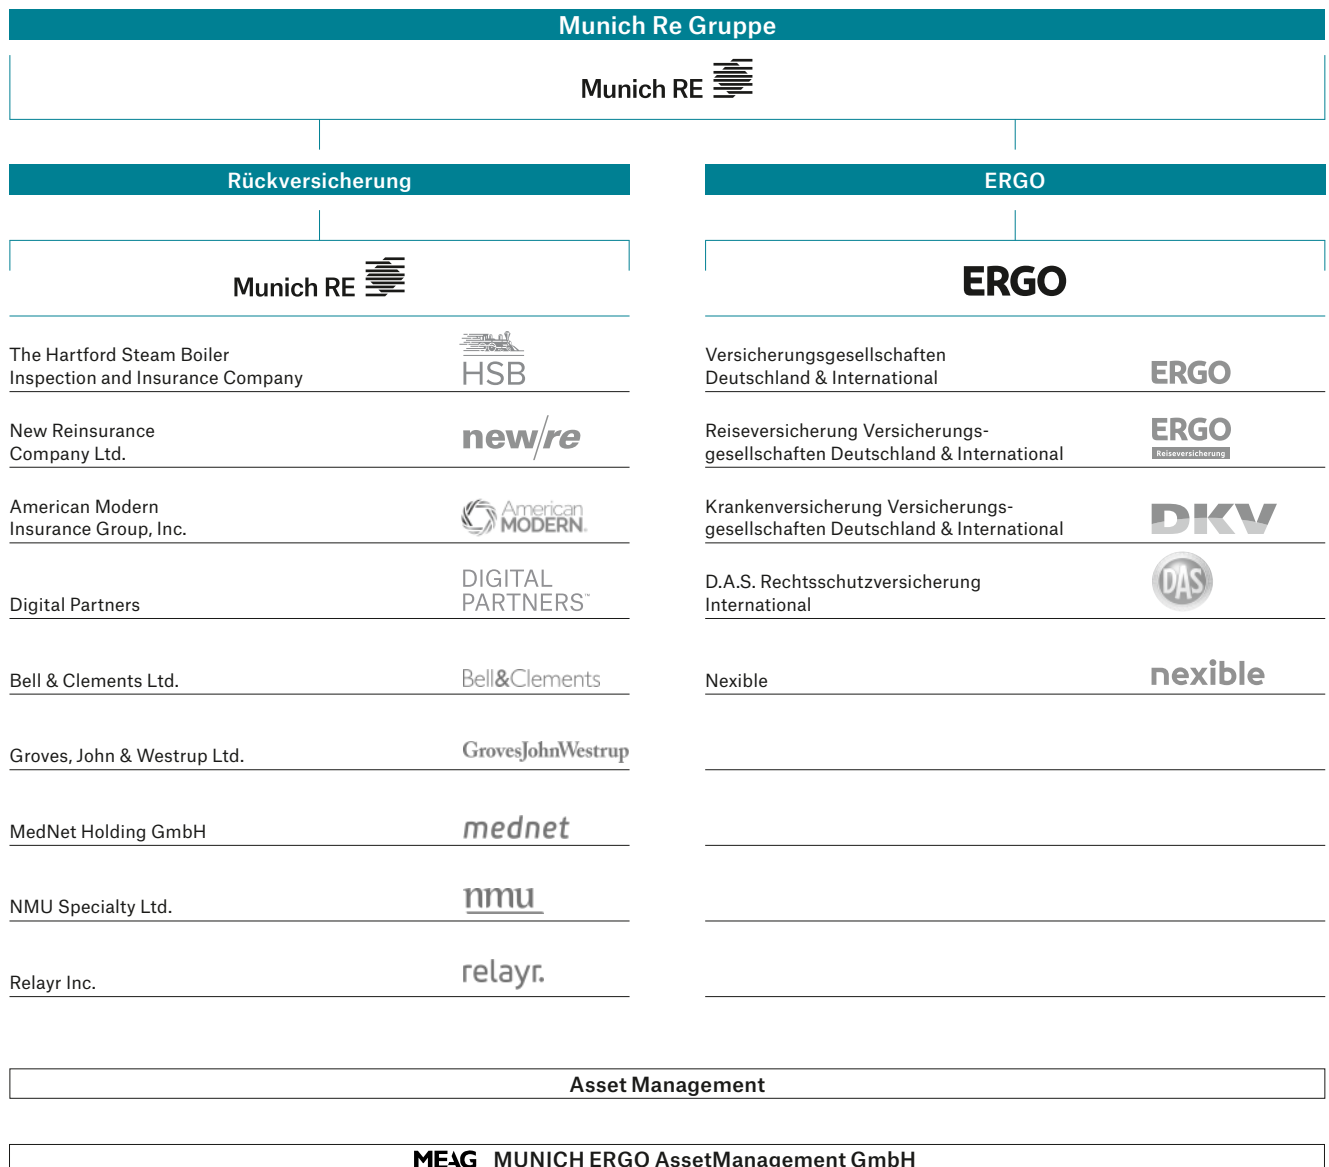 Munich Re Gruppe
Munich RE
Rückversicherung
Munich RE
The Hartford Steam Boiler
Inspection and Insurance Company
HSB
New Reinsurance
Company Ltd.
new/re
American Modern
Insurance Group, Inc.
American
MODERN.
Digital Partners
DIGITAL
PARTNERS™
Bell & Clements Ltd.
Bell&Clements
Groves, John & Westrup Ltd.
GrovesJohnWestrup
MedNet Holding GmbH
mednet
NMU Specialty Ltd.
nmu
Relayr Inc.
relayr.
ERGO
ERGO
Versicherungsgesellschaften
Deutschland & International
ERGO
Reiseversicherung Versicherungs-
gesellschaften Deutschland & International
ERGO
Reiseversicherung
Krankenversicherung Versicherungs-
gesellschaften Deutschland & International
DKV
D.A.S. Rechtsschutzversicherung
International
DAS
Nexible
nexible
Asset Management
MEAG MUNICH ERGO AssetManagement GmbH